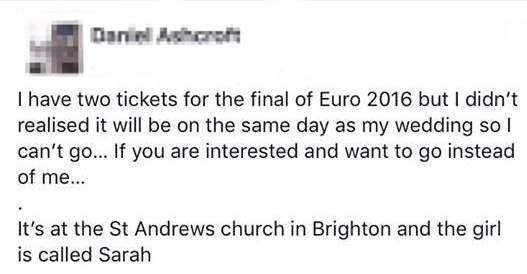 Daniel Ashcroft
I have two tickets for the final of Euro 2016 but I didn't
realised it will be on the same day as my wedding so I
can't go... If you are interested and want to go instead
of me...
.
It's at the St Andrews church in Brighton and the girl
is called Sarah